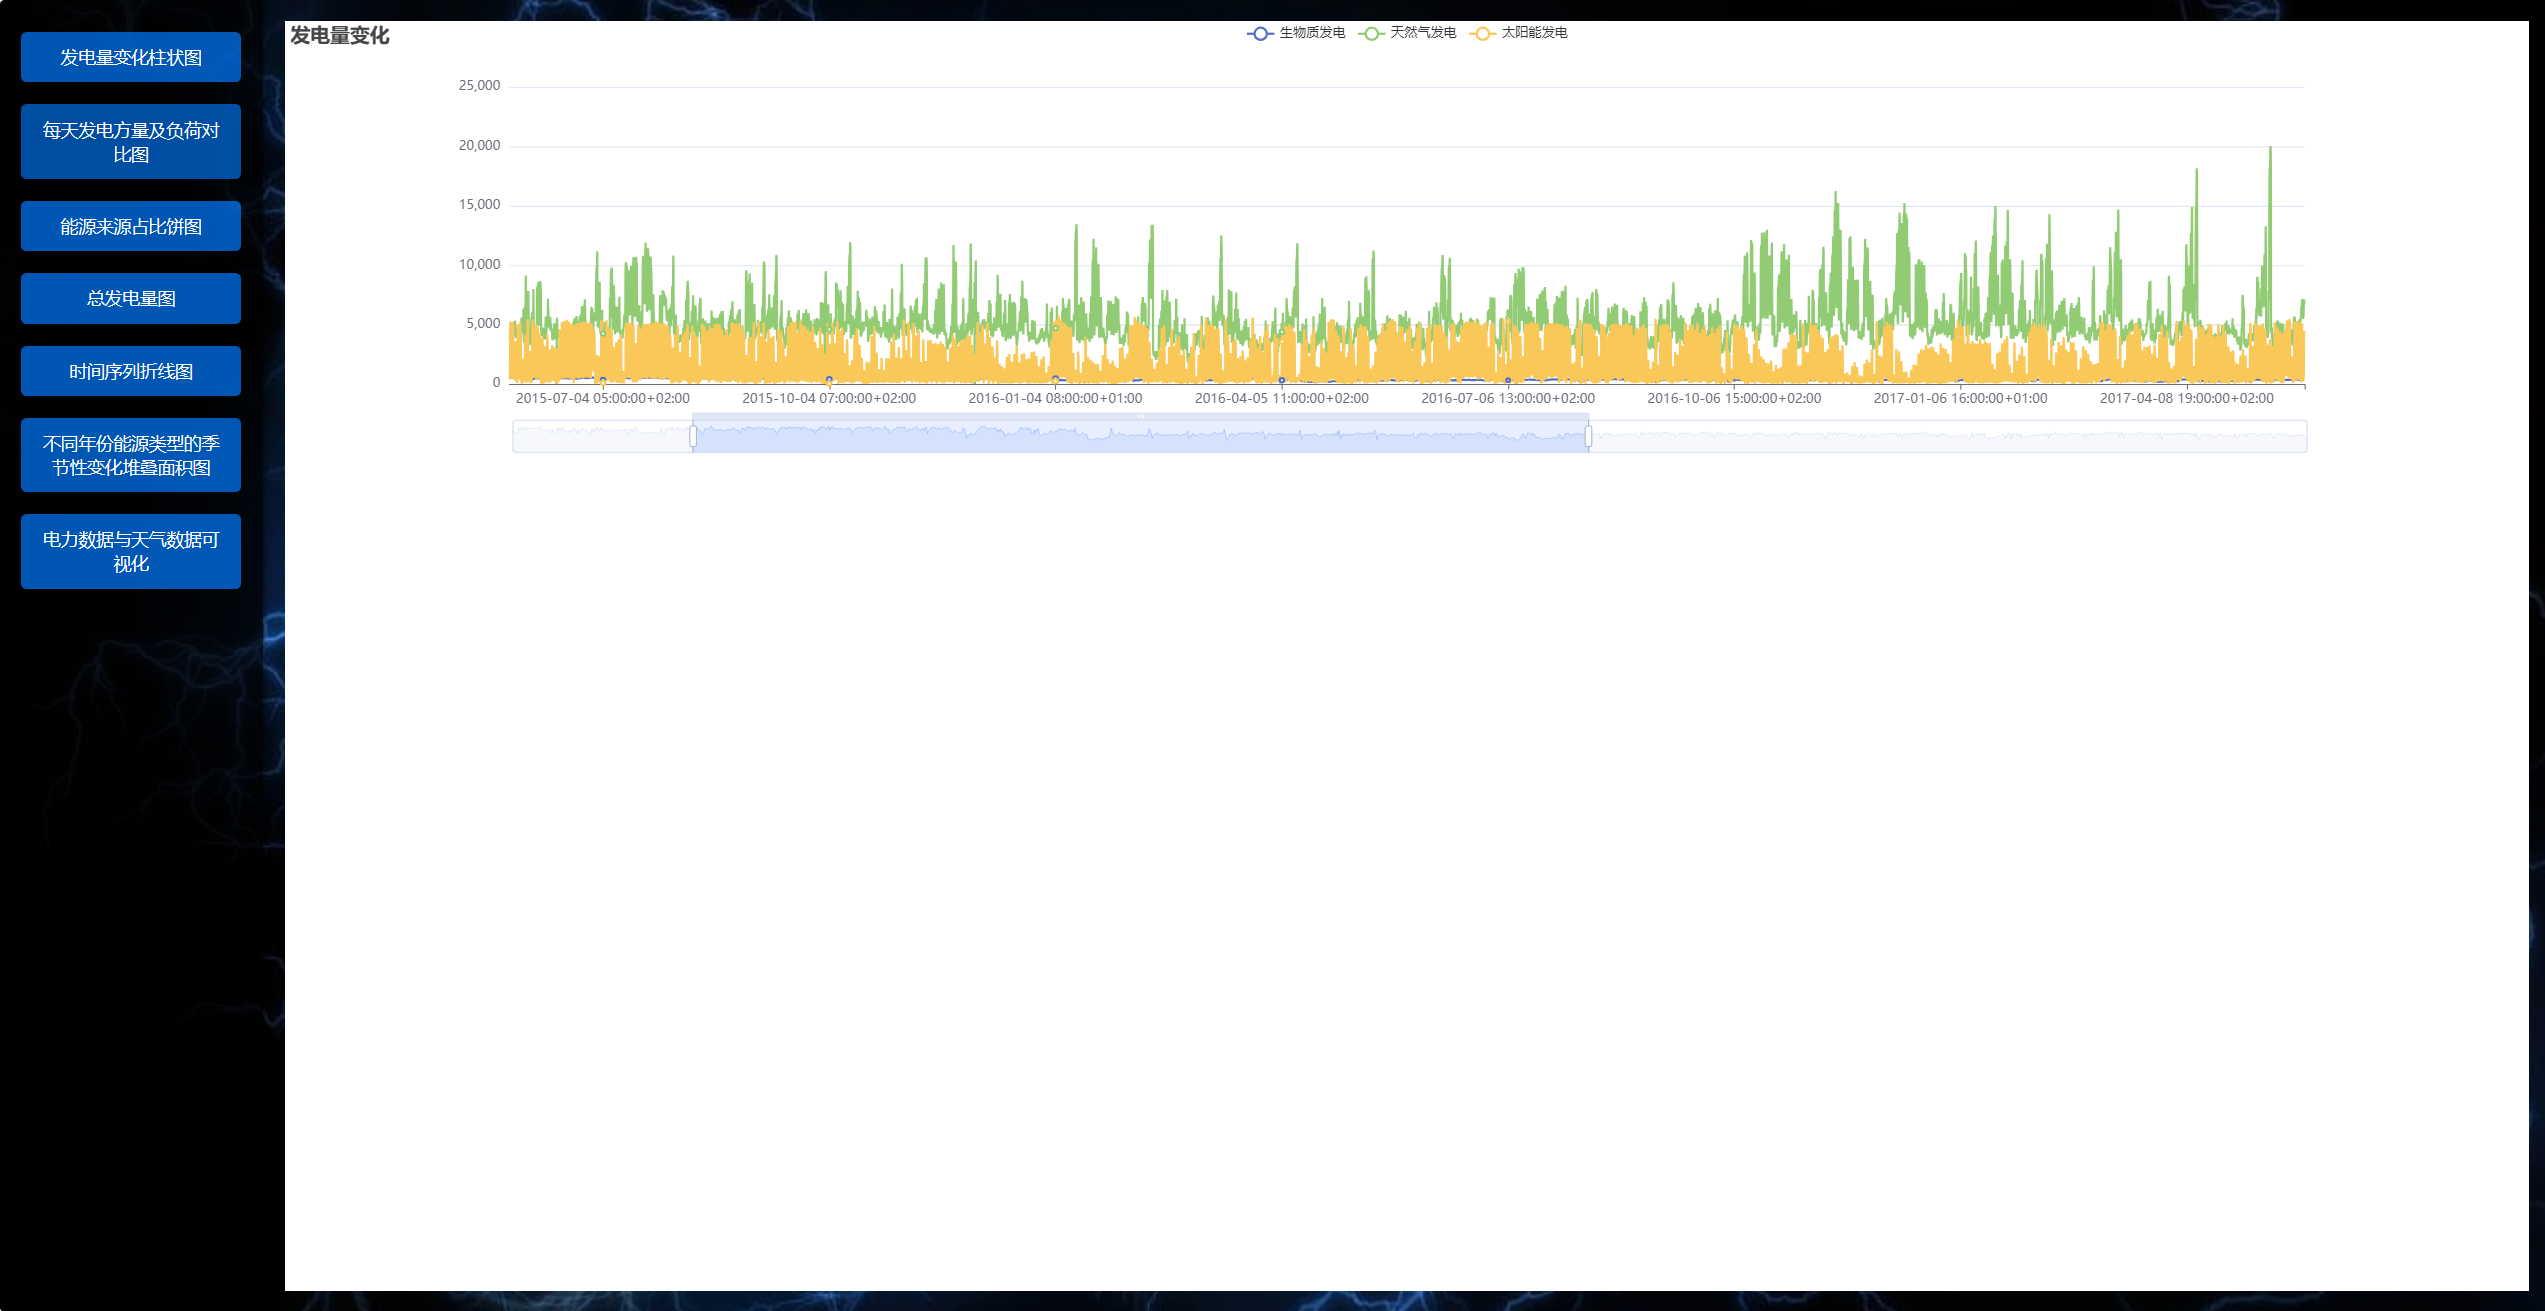 发电量变化柱状图
每天发电方量及负荷对
比图
能源来源占比饼图
总发电量图
时间序列折线图
不同年份能源类型的季
节性变化堆叠面积图
电力数据与天气数据可
视化
发电量变化
生物质发电 天然气发电 太阳能发电
25,000
20,000
15,000
10,000
5,000
0
2015-07-04 05:00:00+02:00 2015-10-04 07:00:00+02:00 2016-01-04 08:00:00+01:00 2016-04-05 11:00:00+02:00 2016-07-06 13:00:00+02:00 2016-10-06 15:00:00+02:00 2017-01-06 16:00:00+01:00 2017-04-08 19:00:00+02:00